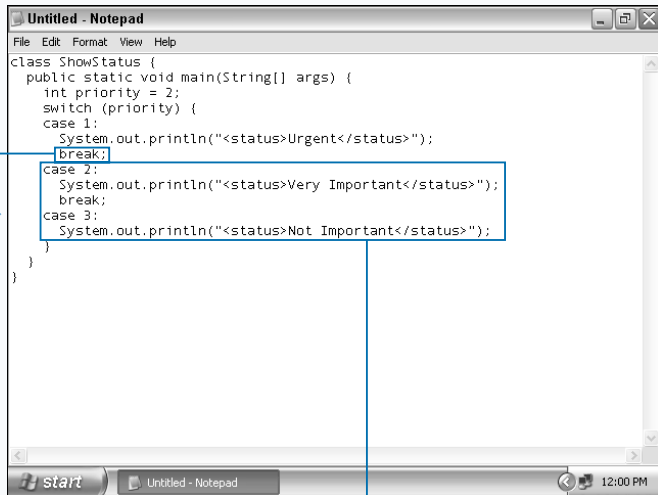 Untitled - Notepad
File Edit Format View Help
class ShowStatus {
  public static void main(String[] args) {
    int priority = 2;
    switch (priority) {
    case 1:
      System.out.println("<status>Urgent</status>");
      break;
    case 2:
      System.out.println("<status>Very Important</status>");
      break;
    case 3:
      System.out.println("<status>Not Important</status>");
    }
  }
}
start Untitled - Notepad 12:00 PM